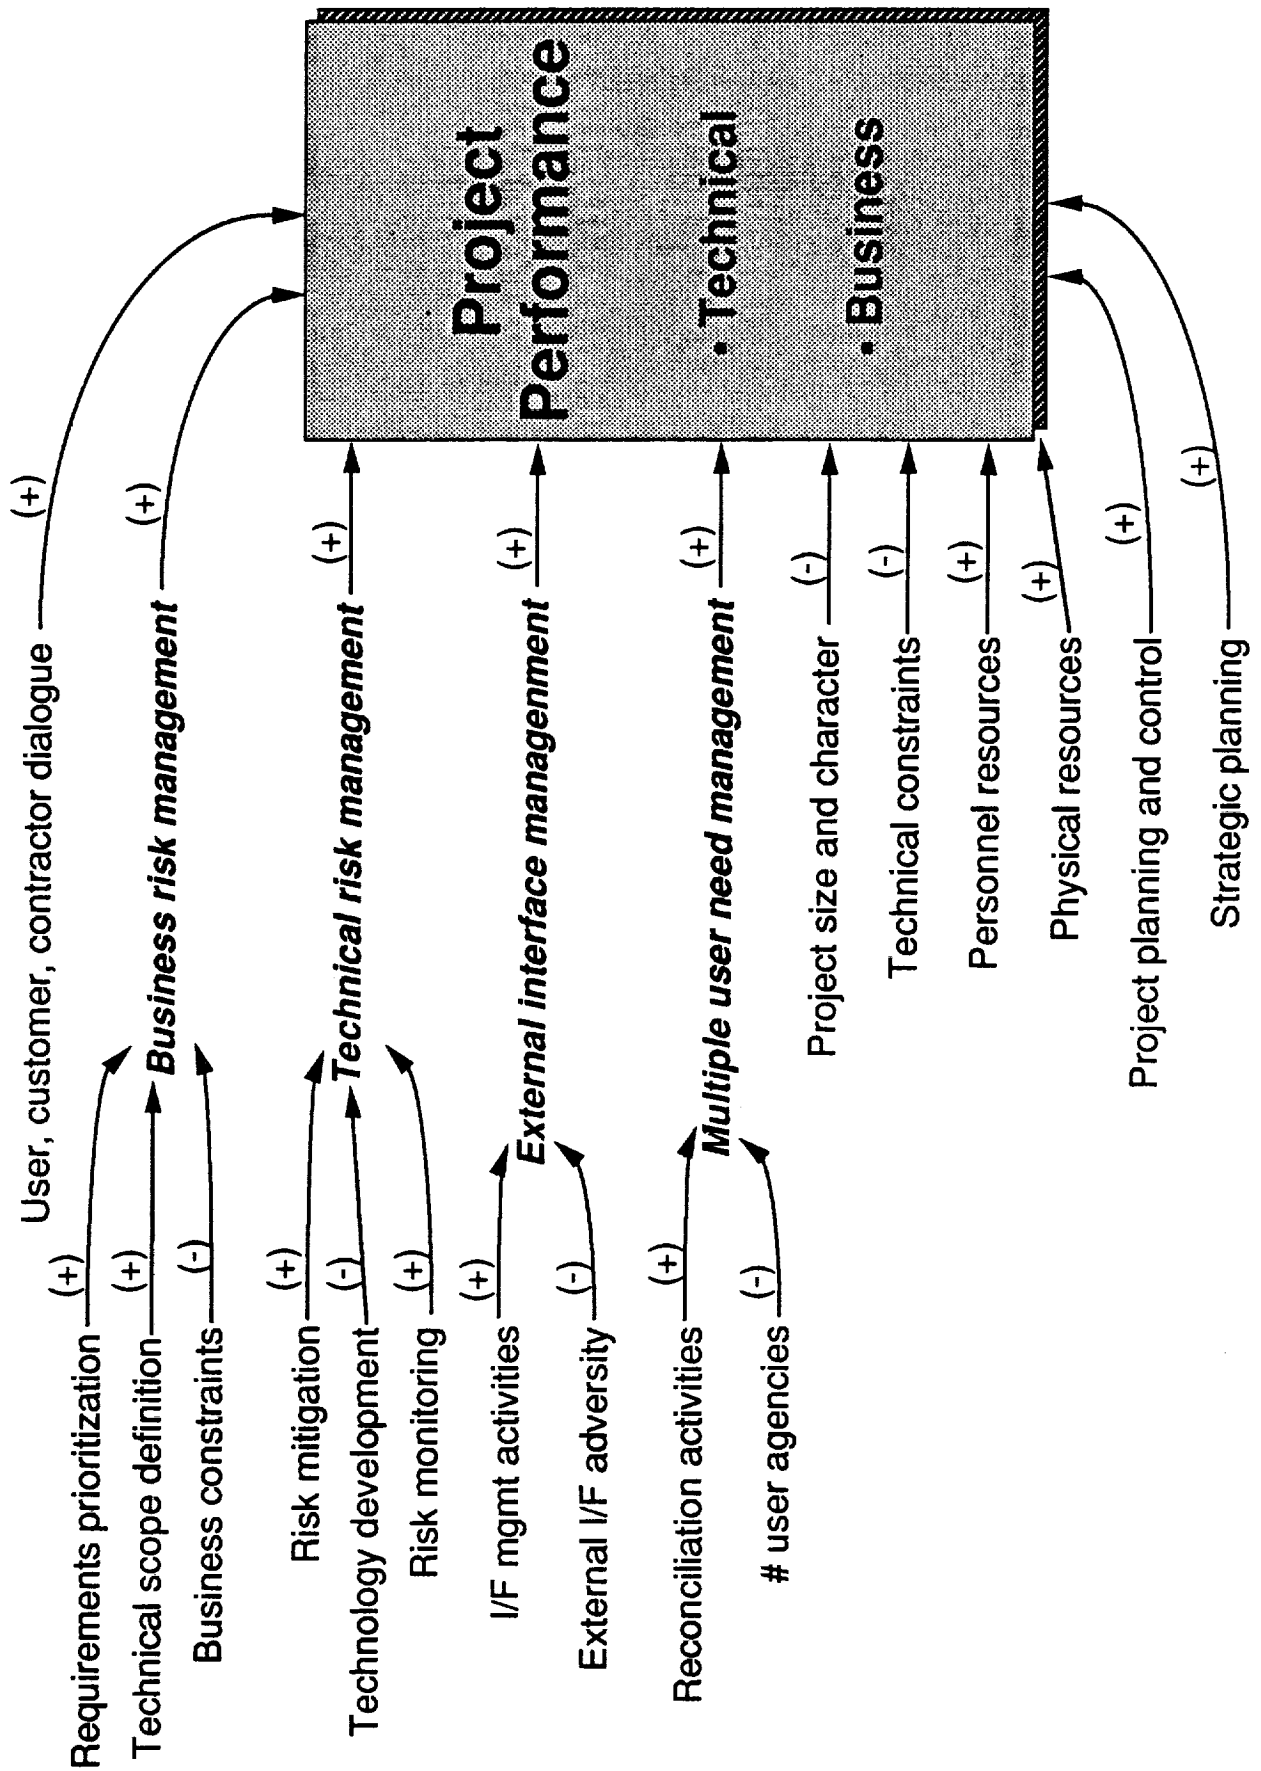 User, customer, contractor dialogue
(+)
Requirements prioritization
(+)
Technical scope definition
(+)
Business constraints
(-)
Business risk management
(+)
Risk mitigation
(+)
Technology development
(-)
Risk monitoring
(+)
Technical risk management
(+)
I/F mgmt activities
(+)
External I/F adversity
(-)
External interface managenment
(+)
Reconciliation activities
(+)
# user agencies
(-)
Multiple user need management
(+)
Project size and character
(-)
Technical constraints
(-)
Personnel resources
(+)
Physical resources
(+)
Project planning and control
(+)
Strategic planning
(+)
Project
Performance
• Technical
• Business